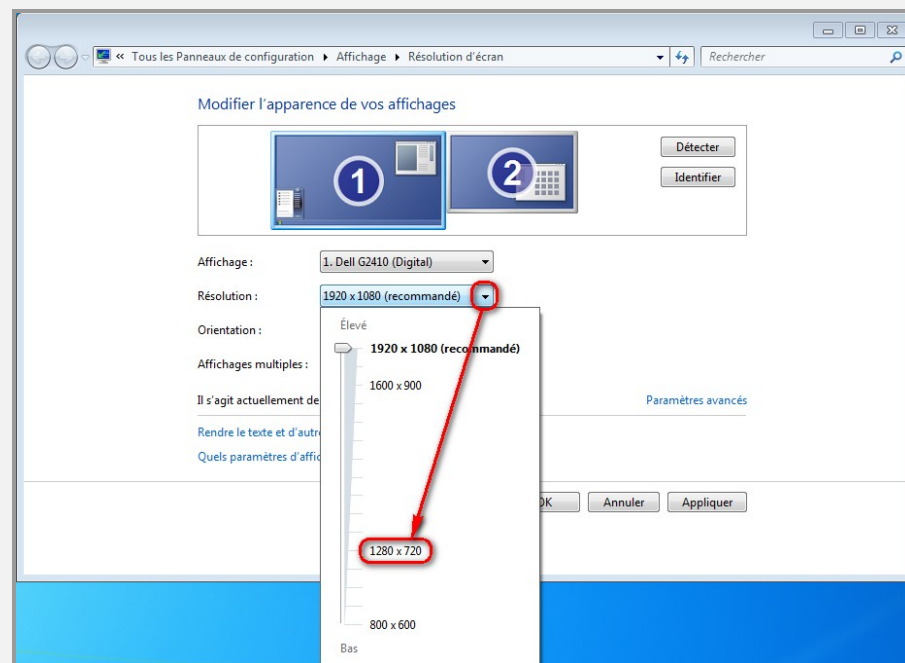 « Tous les Panneaux de configuration ▸ Affichage ▸ Résolution d'écran
Rechercher
Modifier l'apparence de vos affichages
1
2
Détecter
Identifier
Affichage :
1. Dell G2410 (Digital)
Résolution :
1920 x 1080 (recommandé)
Orientation :
Élevé
1920 x 1080 (recommandé)
Affichages multiples :
1600 x 900
Il s'agit actuellement de
Paramètres avancés
Rendre le texte et d'autr
Quels paramètres d'affic
OK
Annuler
Appliquer
1280 x 720
800 x 600
Bas